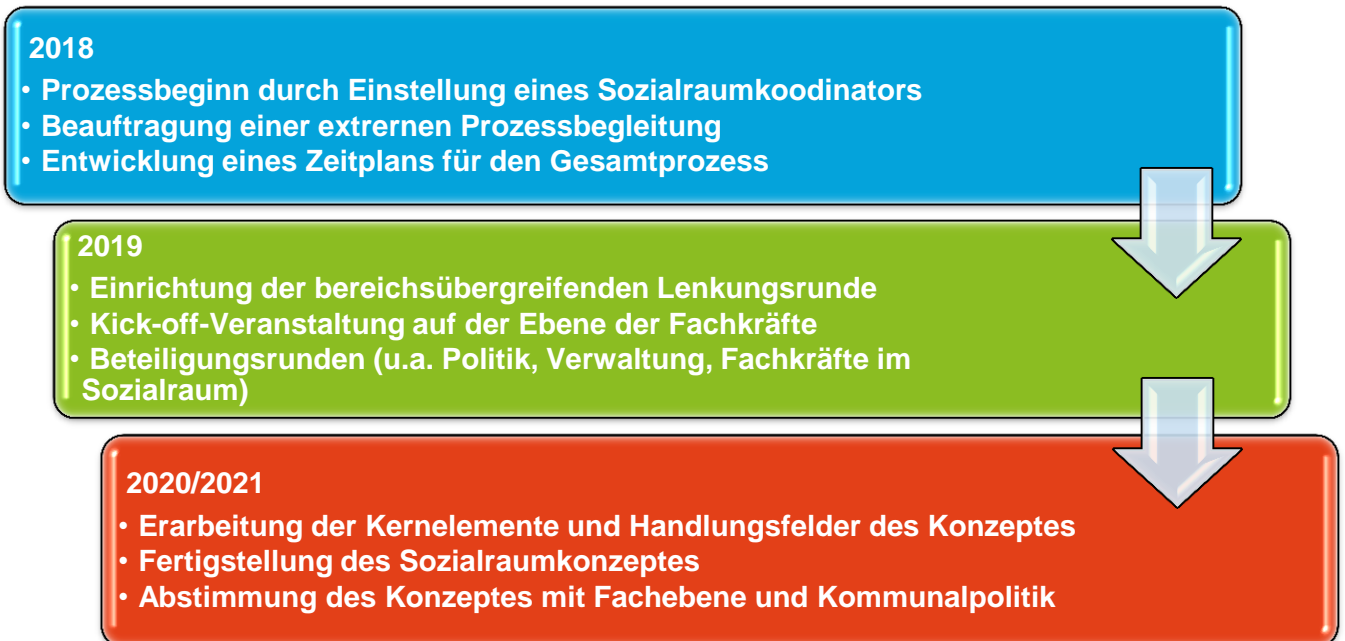 2018
• Prozessbeginn durch Einstellung eines Sozialraumkoodinators
• Beauftragung einer extrernen Prozessbegleitung
• Entwicklung eines Zeitplans für den Gesamtprozess
2019
• Einrichtung der bereichsübergreifenden Lenkungsrunde
• Kick-off-Veranstaltung auf der Ebene der Fachkräfte
• Beteiligungsrunden (u.a. Politik, Verwaltung, Fachkräfte im
Sozialraum)
2020/2021
• Erarbeitung der Kernelemente und Handlungsfelder des Konzeptes
• Fertigstellung des Sozialraumkonzeptes
• Abstimmung des Konzeptes mit Fachebene und Kommunalpolitik